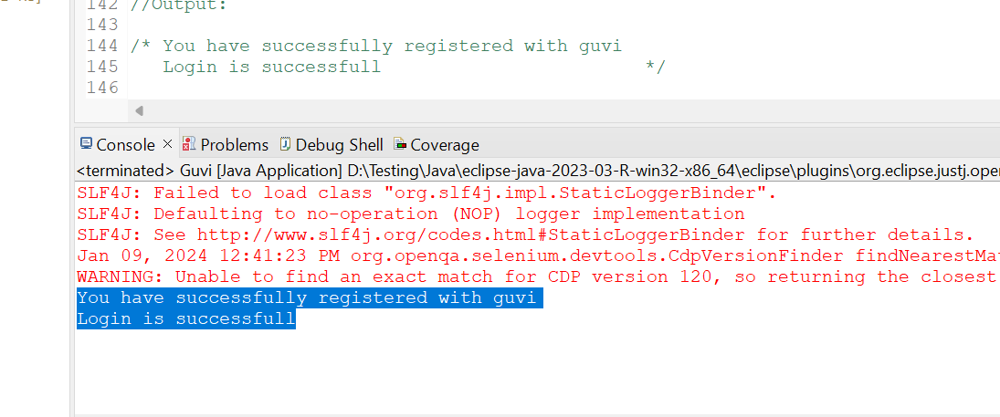 142 //Output:
143
144 /* You have successfully registered with guvi
145 Login is successfull */
146
Console × Problems Debug Shell Coverage
<terminated> Guvi [Java Application] D:\Testing\Java\eclipse-java-2023-03-R-win32-x86_64\eclipse\plugins\org.eclipse.justj.ope
SLF4J: Failed to load class "org.slf4j.impl.StaticLoggerBinder".
SLF4J: Defaulting to no-operation (NOP) logger implementation
SLF4J: See http://www.slf4j.org/codes.html#StaticLoggerBinder for further details.
Jan 09, 2024 12:41:23 PM org.openqa.selenium.devtools.CdpVersionFinder findNearestMa
WARNING: Unable to find an exact match for CDP version 120, so returning the closest
You have successfully registered with guvi
Login is successfull